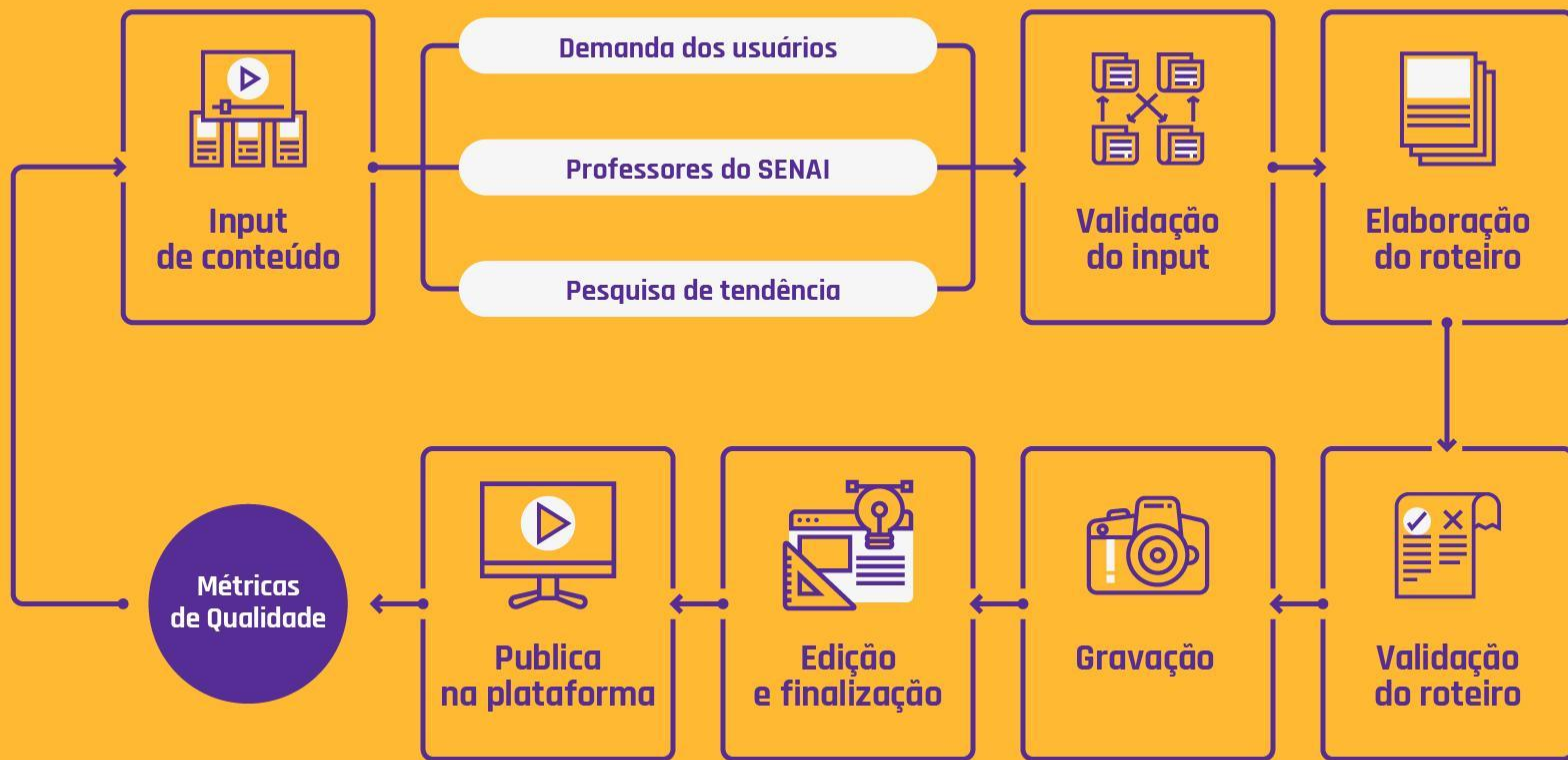 Input
de conteúdo
Demanda dos usuários
Professores do SENAI
Pesquisa de tendência
Validação
do input
Elaboração
do roteiro
Validação
do roteiro
Gravação
Edição
e finalização
Publica
na plataforma
Métricas
de Qualidade